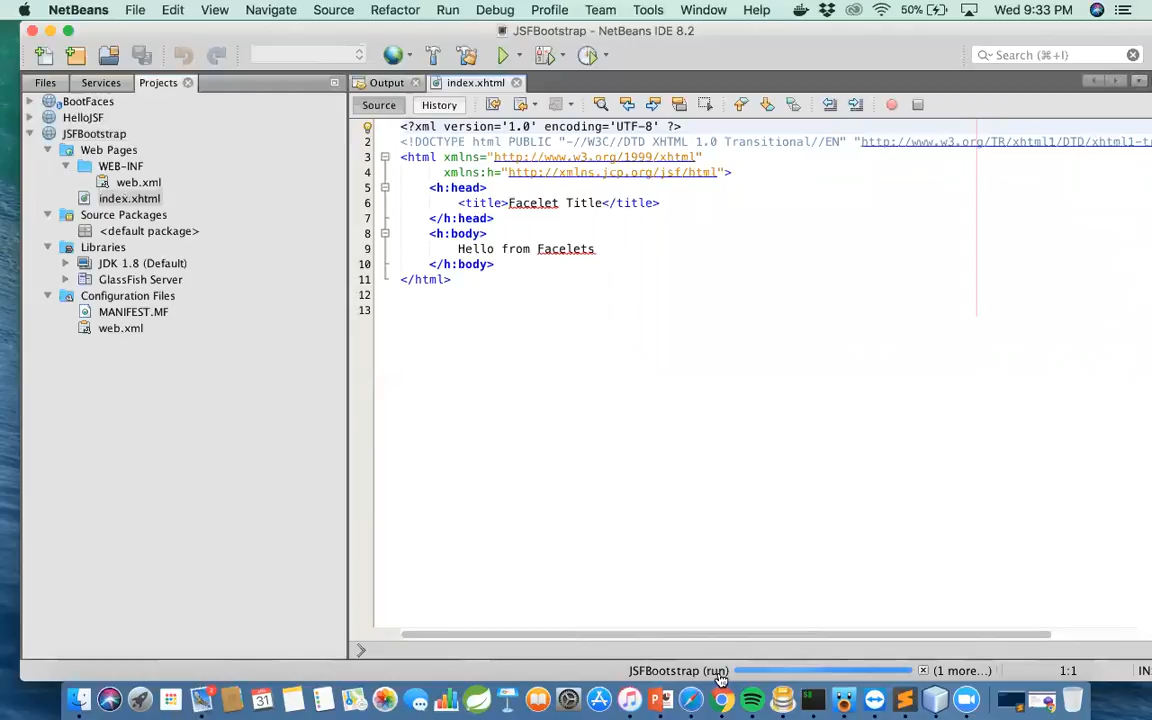 NetBeans File Edit View Navigate Source Refactor Run Debug Profile Team Tools Window Help 50% Wed 9:33 PM
JSFBootstrap - NetBeans IDE 8.2
Search (⌘+I)
Files Services Projects Output index.xhtml
Source History
BootFaces
HelloJSF
JSFBootstrap
Web Pages
WEB-INF
web.xml
index.xhtml
Source Packages
<default package>
Libraries
JDK 1.8 (Default)
GlassFish Server
Configuration Files
MANIFEST.MF
web.xml
1 <?xml version='1.0' encoding='UTF-8' ?>
2 <!DOCTYPE html PUBLIC "-//W3C//DTD XHTML 1.0 Transitional//EN" "http://www.w3.org/TR/xhtml1/DTD/xhtml1-t
3 <html xmlns="http://www.w3.org/1999/xhtml"
4 xmlns:h="http://xmlns.jcp.org/jsf/html">
5 <h:head>
6 <title>Facelet Title</title>
7 </h:head>
8 <h:body>
9 Hello from Facelets
10 </h:body>
11 </html>
12
13
JSFBootstrap (run) (1 more...) 1:1 IN
31